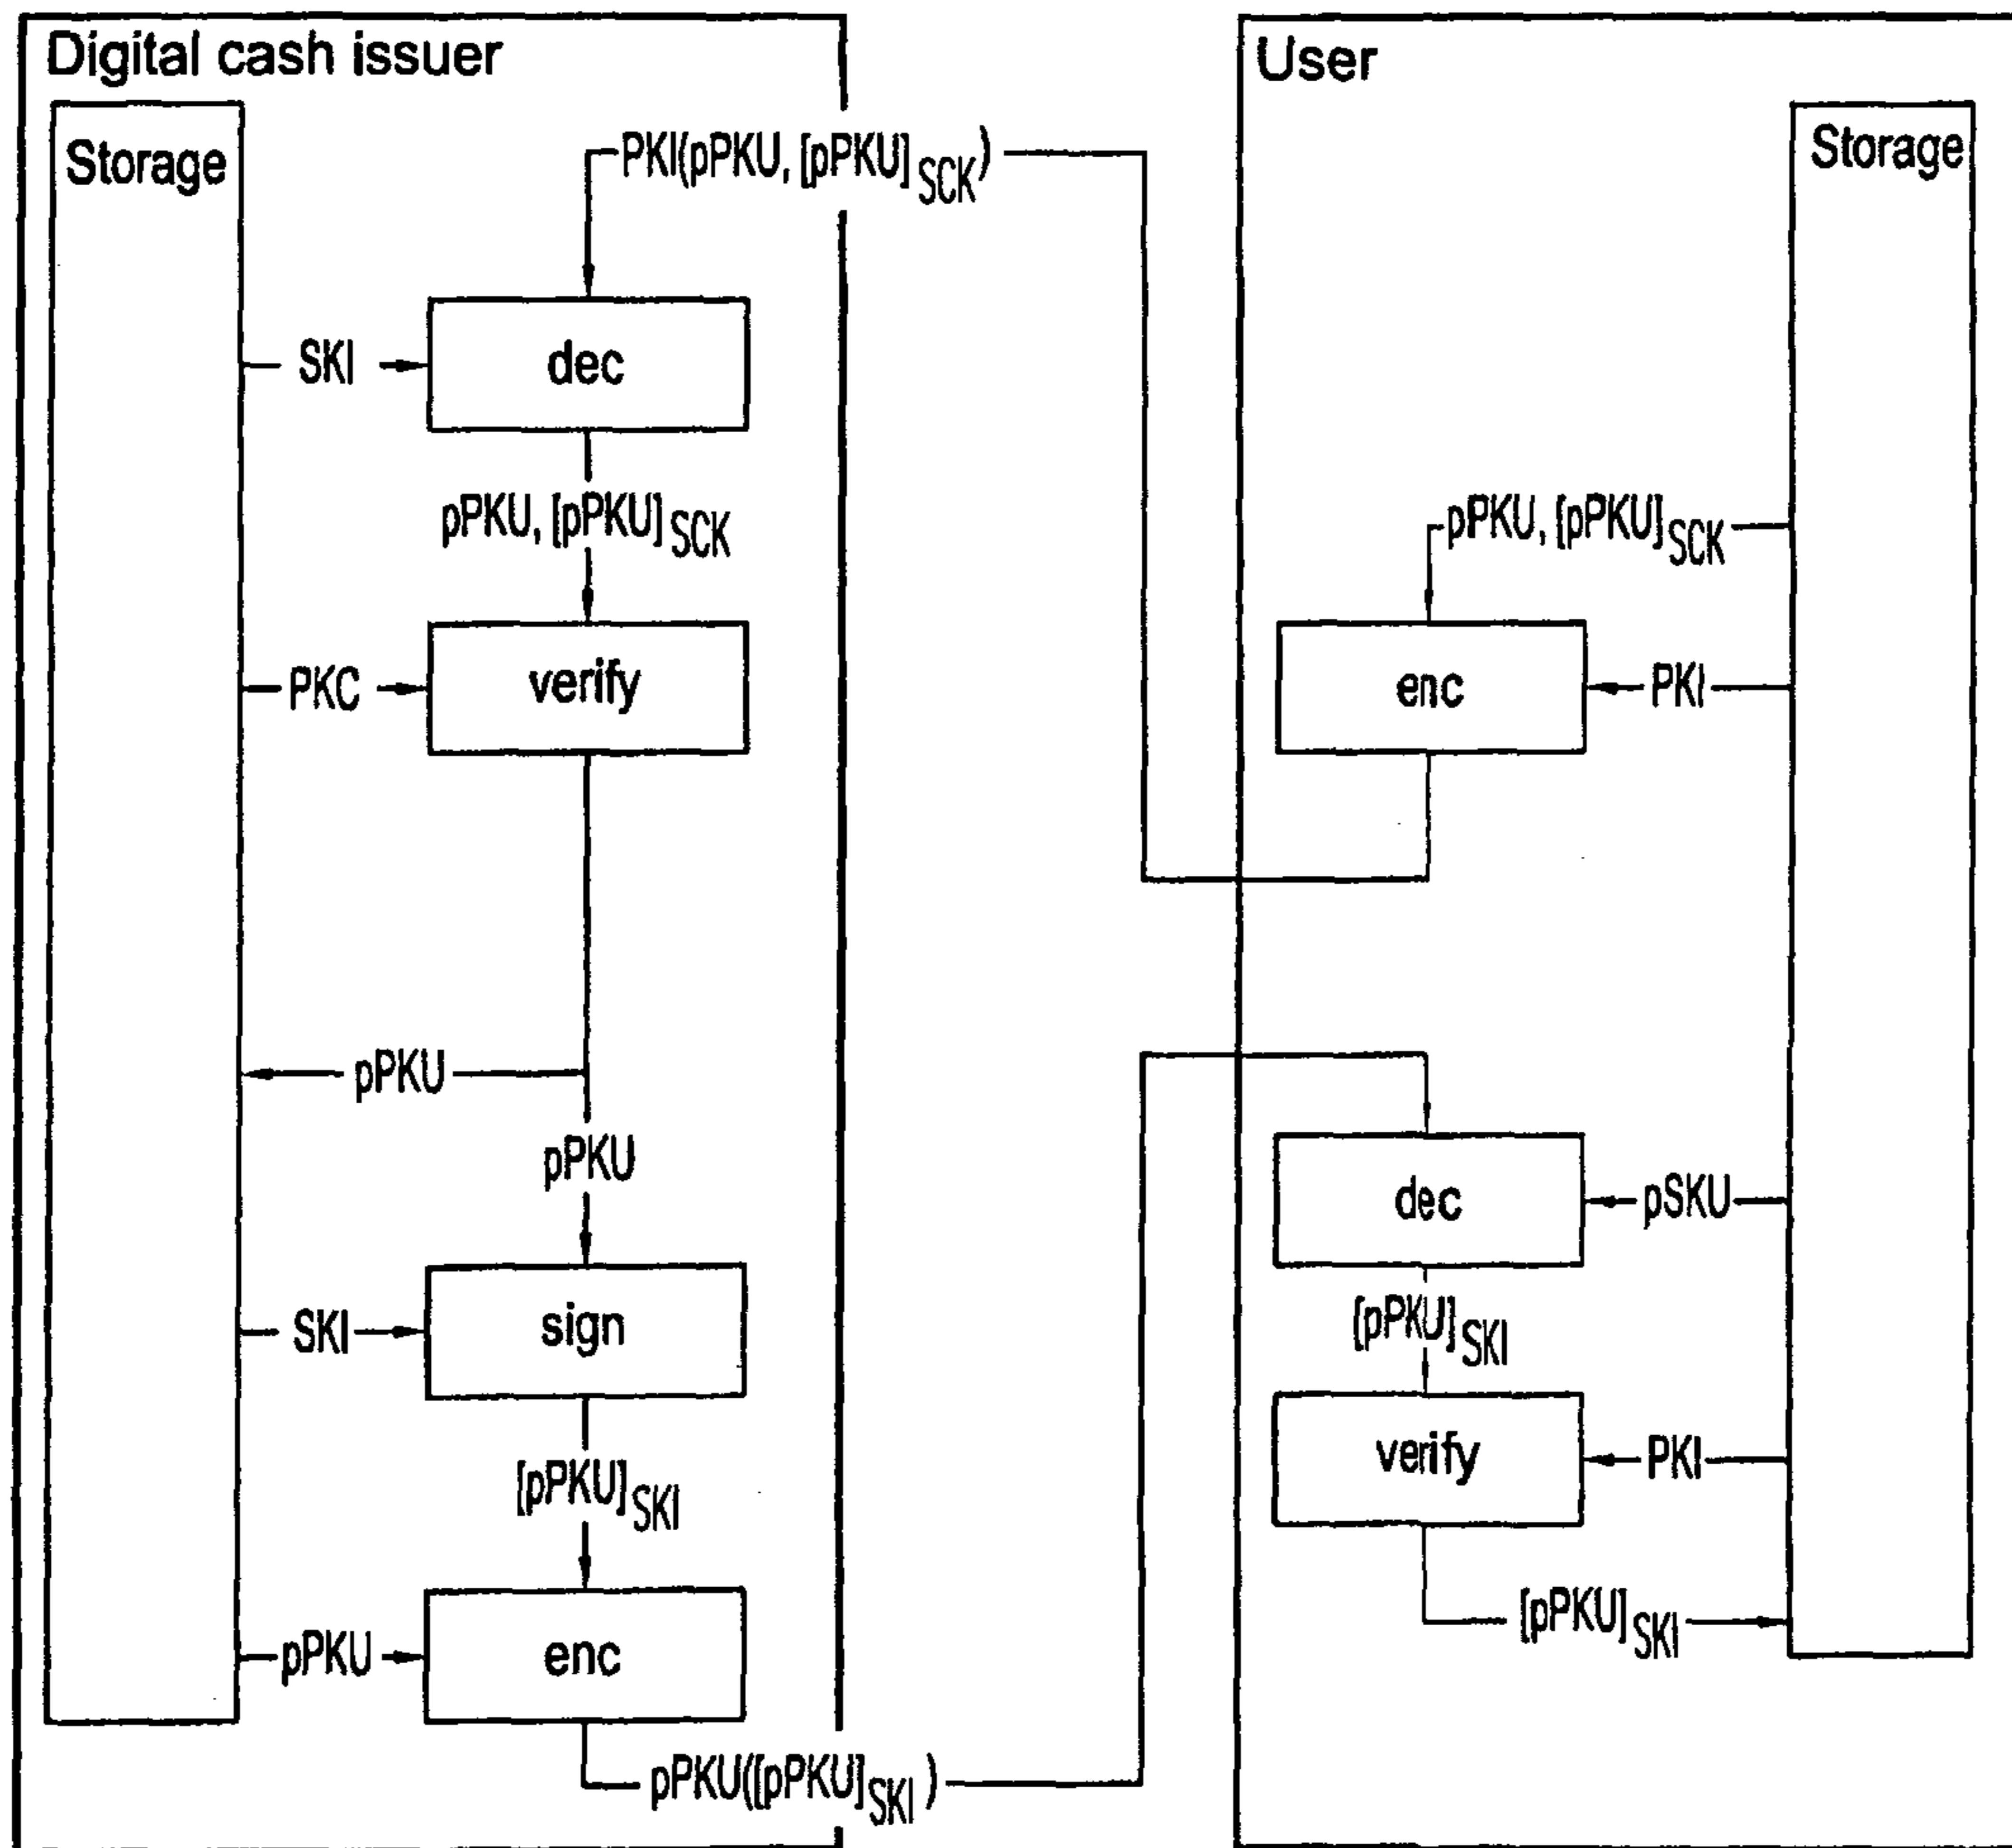 Digital cash issuer
Storage
PKI(pPKU, [pPKU]SCK)
SKI
dec
pPKU, [pPKU]SCK
PKC
verify
pPKU
pPKU
SKI
sign
[pPKU]SKI
pPKU
enc
pPKU([pPKU]SKI)
User
Storage
pPKU, [pPKU]SCK
enc
PKI
dec
pSKU
[pPKU]SKI
verify
PKI
[pPKU]SKI